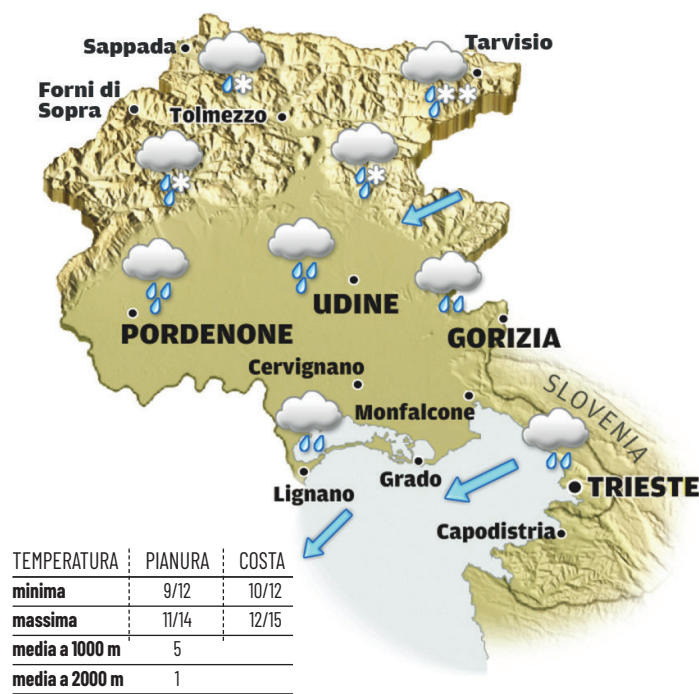 Sappada
Tarvisio
Forni di
Sopra
Tolmezzo
UDINE
PORDENONE
GORIZIA
Cervignano
SLOVENIA
Monfalcone
Grado
Lignano
TRIESTE
Capodistria
TEMPERATURA PIANURA COSTA
minima 9/12 10/12
massima 11/14 12/15
media a 1000 m 5
media a 2000 m 1